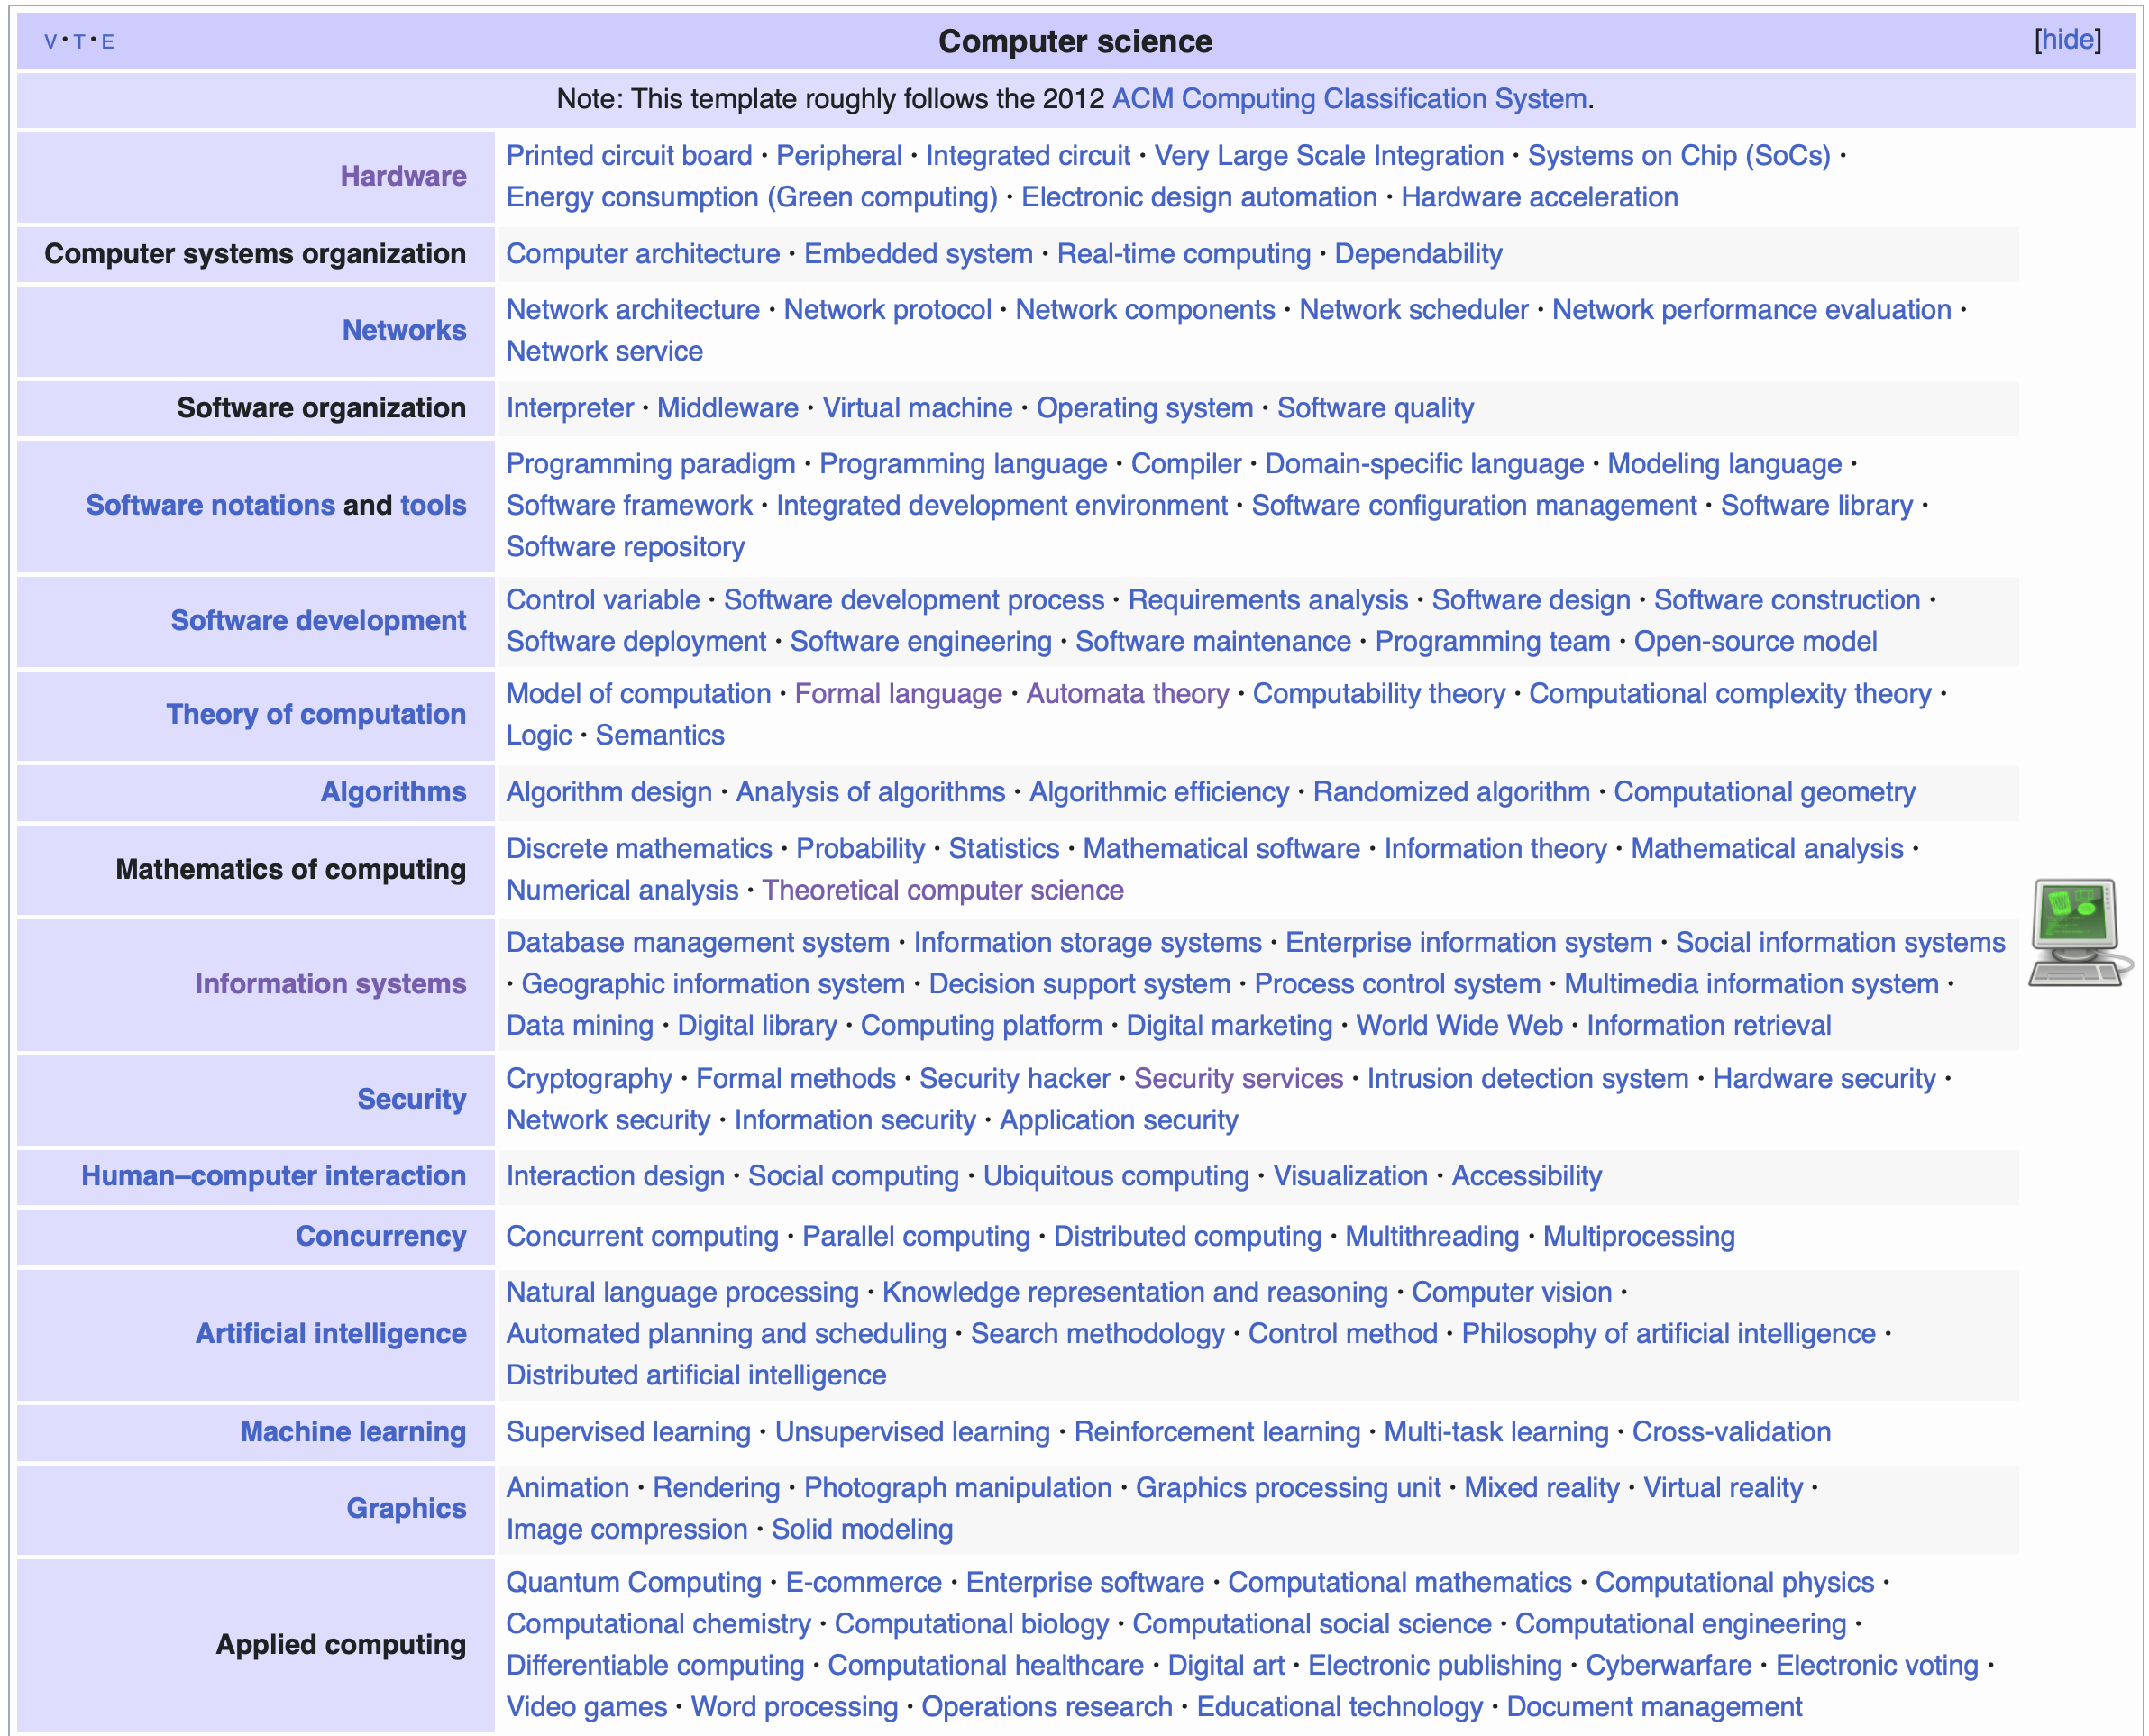 V · T · E
Computer science
[hide]
Note: This template roughly follows the 2012 ACM Computing Classification System.
Hardware
Printed circuit board · Peripheral · Integrated circuit · Very Large Scale Integration · Systems on Chip (SoCs) ·
Energy consumption (Green computing) · Electronic design automation · Hardware acceleration
Computer systems organization
Computer architecture · Embedded system · Real-time computing · Dependability
Networks
Network architecture · Network protocol · Network components · Network scheduler · Network performance evaluation ·
Network service
Software organization
Interpreter · Middleware · Virtual machine · Operating system · Software quality
Software notations and tools
Programming paradigm · Programming language · Compiler · Domain-specific language · Modeling language ·
Software framework · Integrated development environment · Software configuration management · Software library ·
Software repository
Software development
Control variable · Software development process · Requirements analysis · Software design · Software construction ·
Software deployment · Software engineering · Software maintenance · Programming team · Open-source model
Theory of computation
Model of computation · Formal language · Automata theory · Computability theory · Computational complexity theory ·
Logic · Semantics
Algorithms
Algorithm design · Analysis of algorithms · Algorithmic efficiency · Randomized algorithm · Computational geometry
Mathematics of computing
Discrete mathematics · Probability · Statistics · Mathematical software · Information theory · Mathematical analysis ·
Numerical analysis · Theoretical computer science
Information systems
Database management system · Information storage systems · Enterprise information system · Social information systems
· Geographic information system · Decision support system · Process control system · Multimedia information system ·
Data mining · Digital library · Computing platform · Digital marketing · World Wide Web · Information retrieval
Security
Cryptography · Formal methods · Security hacker · Security services · Intrusion detection system · Hardware security ·
Network security · Information security · Application security
Human–computer interaction
Interaction design · Social computing · Ubiquitous computing · Visualization · Accessibility
Concurrency
Concurrent computing · Parallel computing · Distributed computing · Multithreading · Multiprocessing
Artificial intelligence
Natural language processing · Knowledge representation and reasoning · Computer vision ·
Automated planning and scheduling · Search methodology · Control method · Philosophy of artificial intelligence ·
Distributed artificial intelligence
Machine learning
Supervised learning · Unsupervised learning · Reinforcement learning · Multi-task learning · Cross-validation
Graphics
Animation · Rendering · Photograph manipulation · Graphics processing unit · Mixed reality · Virtual reality ·
Image compression · Solid modeling
Applied computing
Quantum Computing · E-commerce · Enterprise software · Computational mathematics · Computational physics ·
Computational chemistry · Computational biology · Computational social science · Computational engineering ·
Differentiable computing · Computational healthcare · Digital art · Electronic publishing · Cyberwarfare · Electronic voting ·
Video games · Word processing · Operations research · Educational technology · Document management